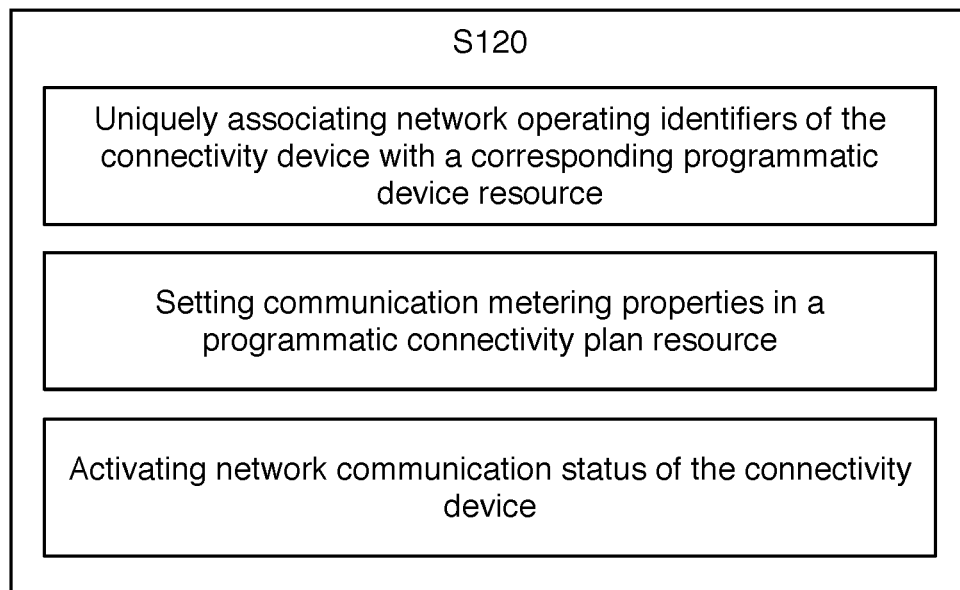 S120
Uniquely associating network operating identifiers of the
connectivity device with a corresponding programmatic
device resource
Setting communication metering properties in a
programmatic connectivity plan resource
Activating network communication status of the connectivity
device